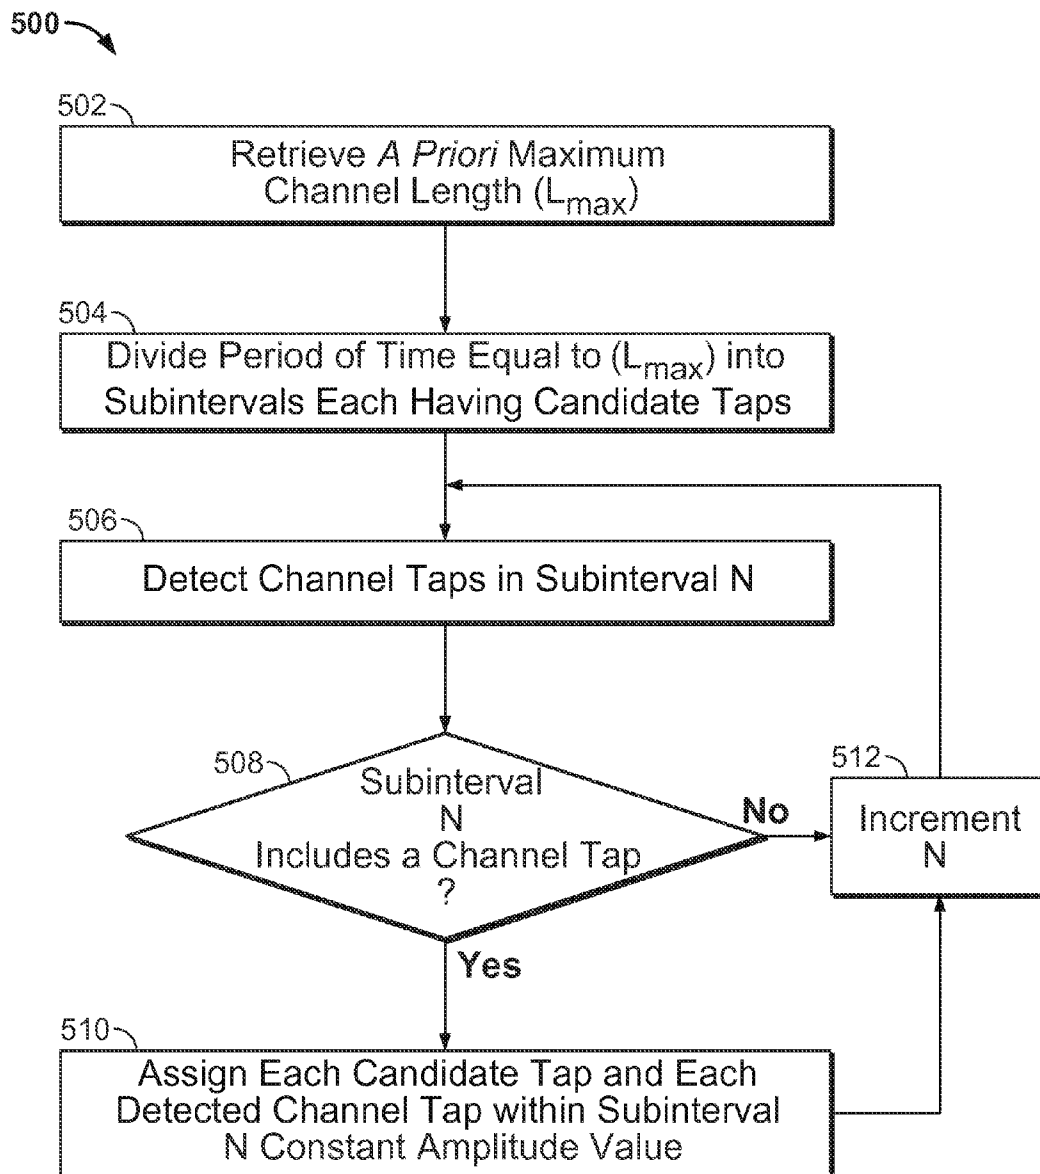 500
502
Retrieve A Priori Maximum
Channel Length (Lmax)
504
Divide Period of Time Equal to (Lmax) into
Subintervals Each Having Candidate Taps
506
Detect Channel Taps in Subinterval N
508
Subinterval
N
Includes a Channel Tap
?
No
Yes
512
Increment
N
510
Assign Each Candidate Tap and Each
Detected Channel Tap within Subinterval
N Constant Amplitude Value